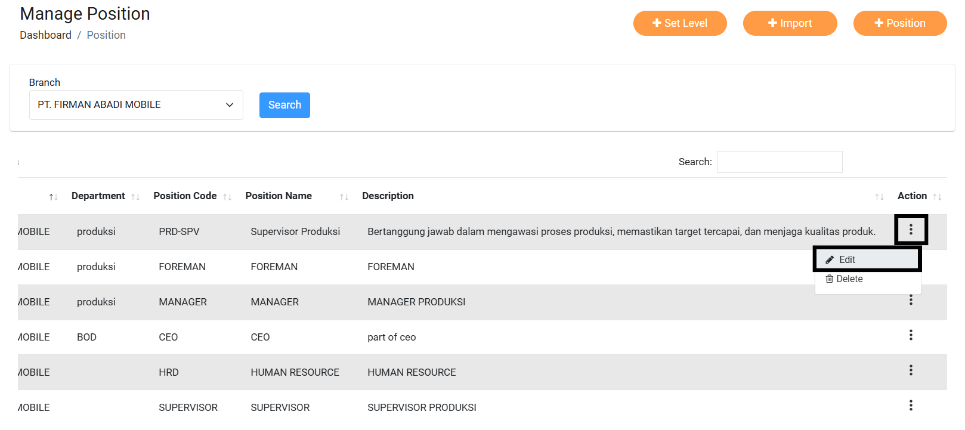 Manage Position
Dashboard / Position
+ Set Level
+ Import
+ Position
Branch
PT. FIRMAN ABADI MOBILE
Search
Search:
Department Position Code Position Name Description Action
MOBILE produksi PRD-SPV Supervisor Produksi Bertanggung jawab dalam mengawasi proses produksi, memastikan target tercapai, dan menjaga kualitas produk.
Edit
MOBILE produksi FOREMAN FOREMAN FOREMAN
Delete
MOBILE produksi MANAGER MANAGER MANAGER PRODUKSI
MOBILE BOD CEO CEO part of ceo
MOBILE HRD HUMAN RESOURCE HUMAN RESOURCE
MOBILE SUPERVISOR SUPERVISOR SUPERVISOR PRODUKSI